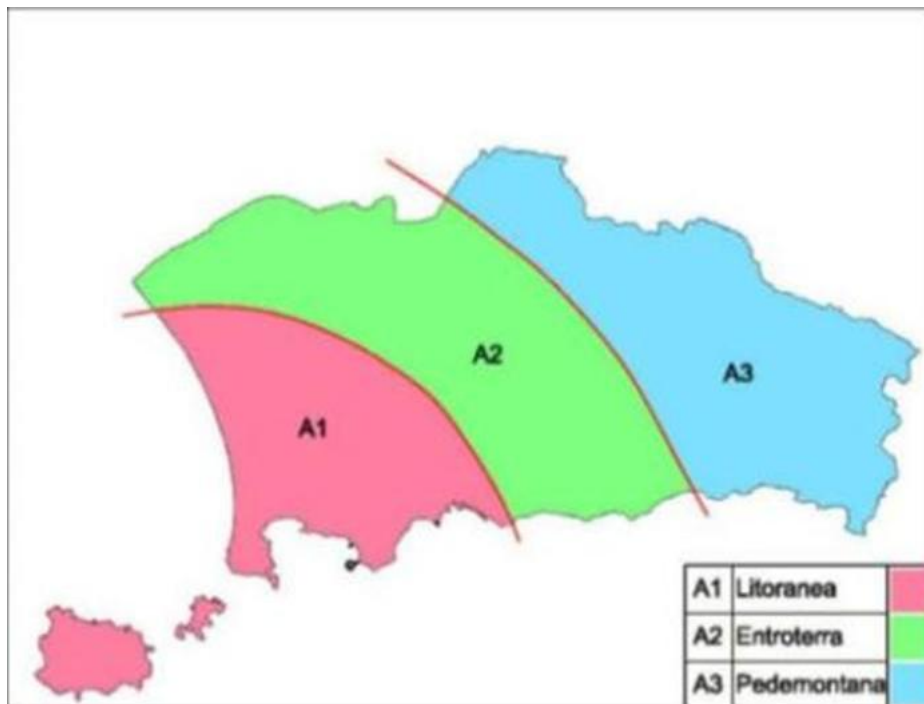 A2
A3
A1
A1 Litoranea
A2 Entroterra
A3 Pedemontana